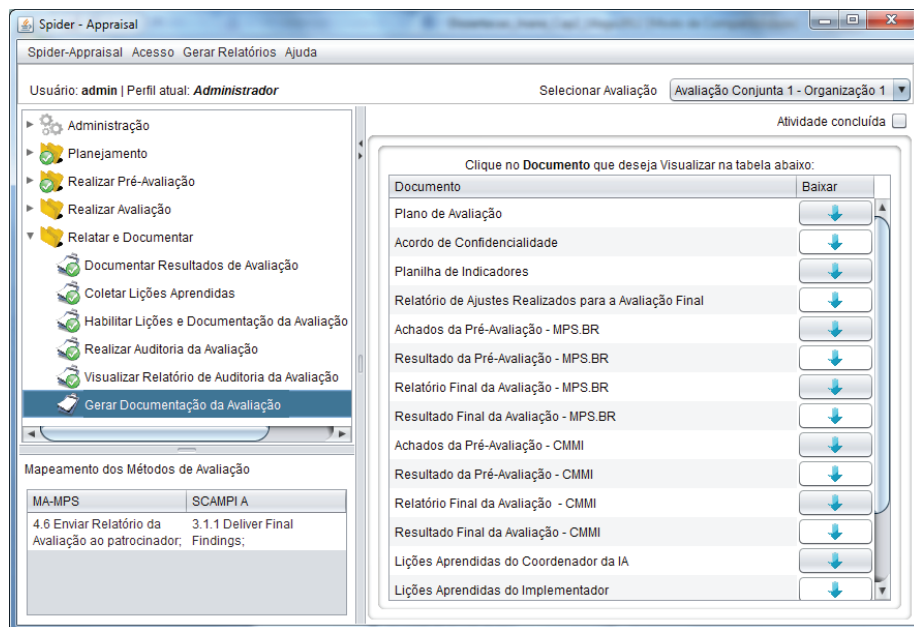 Spider - Appraisal
Spider-Appraisal Acesso Gerar Relatórios Ajuda
Usuário: admin | Perfil atual: Administrador
Selecionar Avaliação Avaliação Conjunta 1 - Organização 1
Administração
Planejamento
Realizar Pré-Avaliação
Realizar Avaliação
Relatar e Documentar
Documentar Resultados de Avaliação
Coletar Lições Aprendidas
Habilitar Lições e Documentação da Avaliação
Realizar Auditoria da Avaliação
Visualizar Relatório de Auditoria da Avaliação
Gerar Documentação da Avaliação
Mapeamento dos Métodos de Avaliação
MA-MPS SCAMPI A
4.6 Enviar Relatório da 3.1.1 Deliver Final
Avaliação ao patrocinador; Findings;
Atividade concluída
Clique no Documento que deseja Visualizar na tabela abaixo:
Documento Baixar
Plano de Avaliação
Acordo de Confidencialidade
Planilha de Indicadores
Relatório de Ajustes Realizados para a Avaliação Final
Achados da Pré-Avaliação - MPS.BR
Resultado da Pré-Avaliação - MPS.BR
Relatório Final da Avaliação - MPS.BR
Resultado Final da Avaliação - MPS.BR
Achados da Pré-Avaliação - CMMI
Resultado da Pré-Avaliação - CMMI
Relatório Final da Avaliação - CMMI
Resultado Final da Avaliação - CMMI
Lições Aprendidas do Coordenador da IA
Lições Aprendidas do Implementador